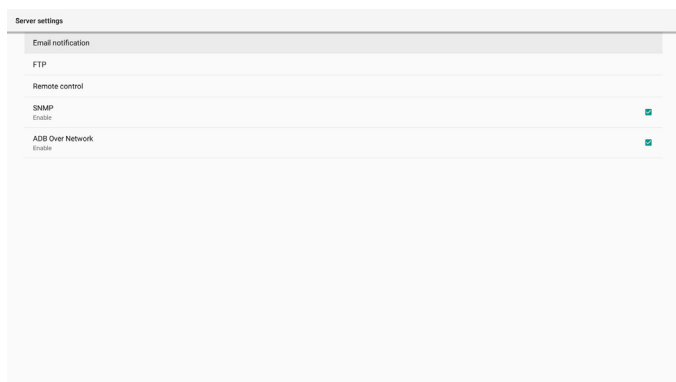 Server settings
Email notification
FTP
Remote control
SNMP
Enable
ADB Over Network
Enable